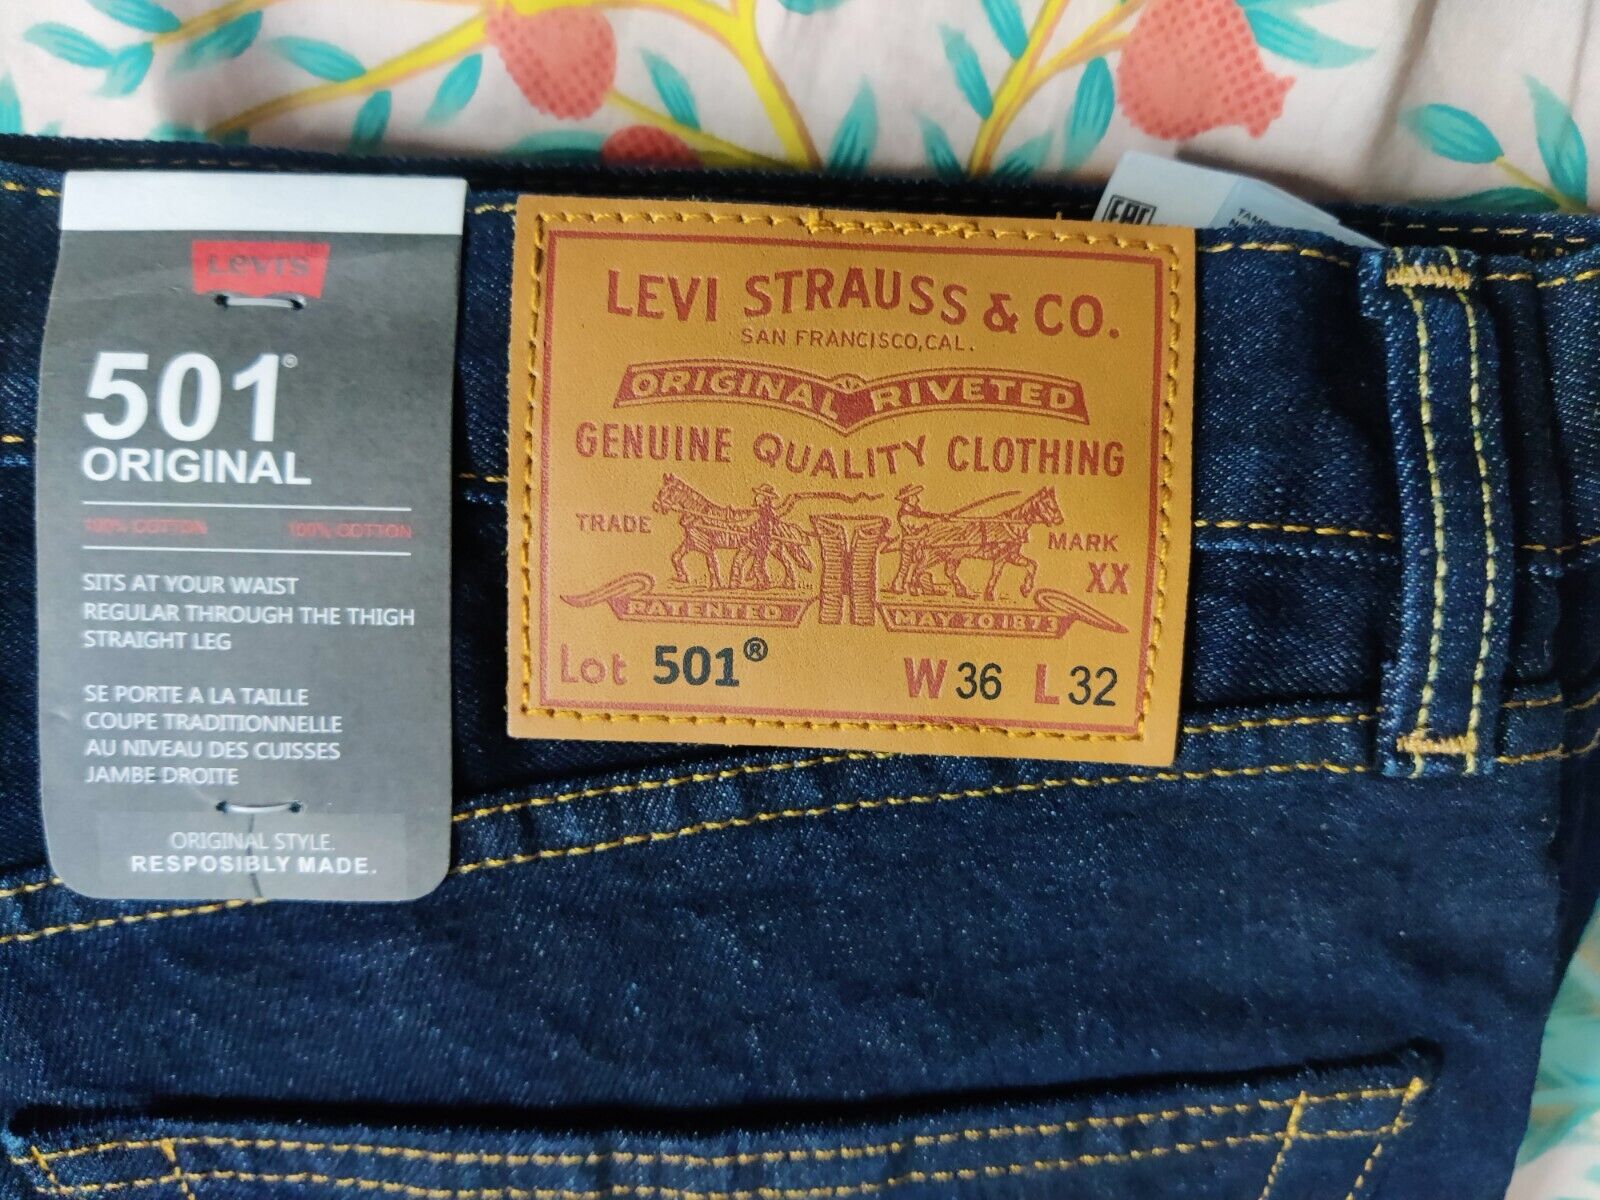 Levi's
501®
ORIGINAL
100% COTTON 100% COTTON
SITS AT YOUR WAIST
REGULAR THROUGH THE THIGH
STRAIGHT LEG
SE PORTE A LA TAILLE
COUPE TRADITIONNELLE
AU NIVEAU DES CUISSES
JAMBE DROITE
ORIGINAL STYLE.
RESPOSIBLY MADE.
LEVI STRAUSS & CO.
SAN FRANCISCO, CAL.
ORIGINAL RIVETED
GENUINE QUALITY CLOTHING
TRADE MARK
XX
PATENTED MAY 20.1873
Lot 501® W 36 L 32
EAC